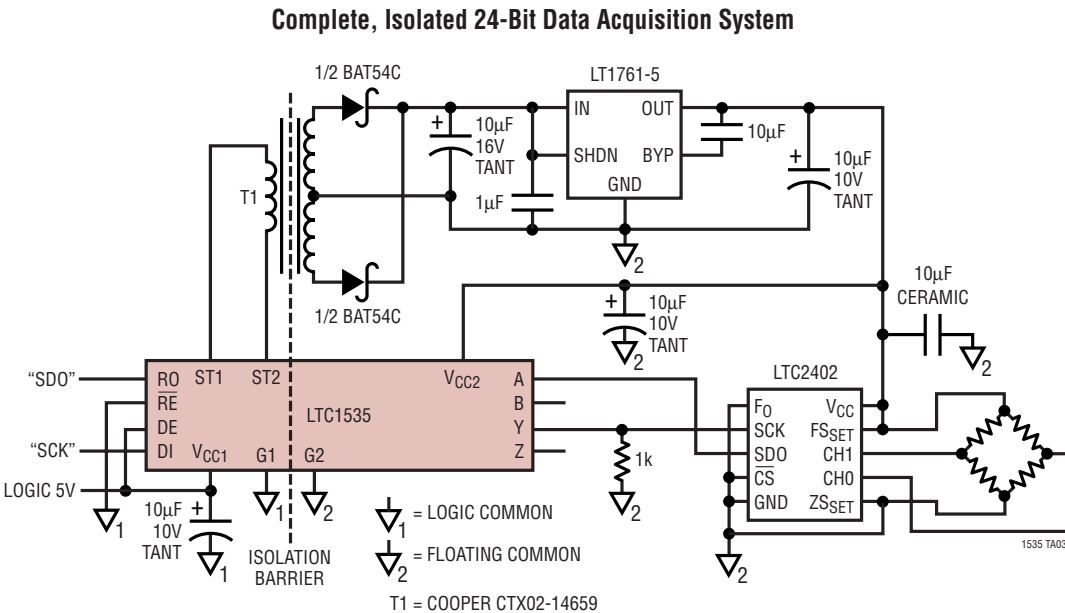 Complete, Isolated 24-Bit Data Acquisition System
1/2 BAT54C
LT1761-5
IN
OUT
SHDN
BYP
GND
+
10µF
16V
TANT
1µF
10µF
+
10µF
10V
TANT
2
T1
1/2 BAT54C
+
10µF
10V
TANT
2
10µF
CERAMIC
2
"SDO"
"SCK"
LOGIC 5V
RO
ST1
ST2
VCC2
A
RE
B
DE
LTC1535
Y
DI
VCC1
G1
G2
Z
1k
2
LTC2402
FO
VCC
SCK
FSSET
SDO
CH1
CS
CH0
GND
ZSSET
2
1
10µF
10V
TANT
+
1
1
2
ISOLATION
BARRIER
1 = LOGIC COMMON
2 = FLOATING COMMON
T1 = COOPER CTX02-14659
1535 TA03